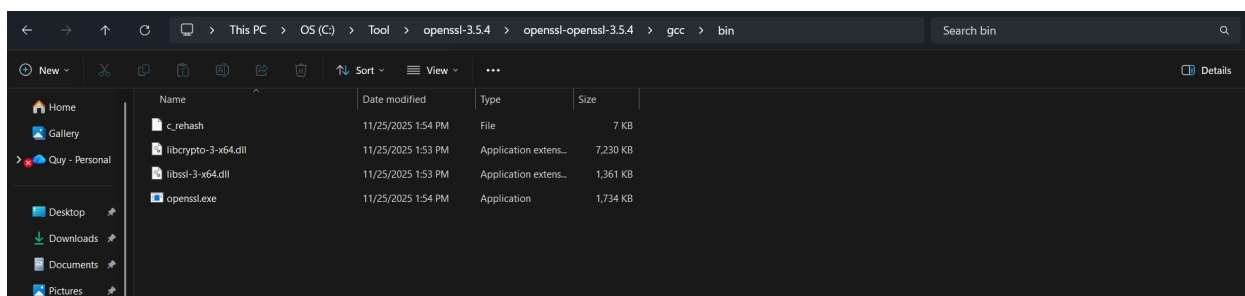 This PC > OS (C:) > Tool > openssl-3.5.4 > openssl-openssl-3.5.4 > gcc > bin Search bin
New Sort View ... Details
Name Date modified Type Size
Home
Gallery
Quy - Personal
Desktop
Downloads
Documents
Pictures
c_rehash 11/25/2025 1:54 PM File 7 KB
libcrypto-3-x64.dll 11/25/2025 1:53 PM Application extens... 7,230 KB
libssl-3-x64.dll 11/25/2025 1:53 PM Application extens... 1,361 KB
openssl.exe 11/25/2025 1:54 PM Application 1,734 KB